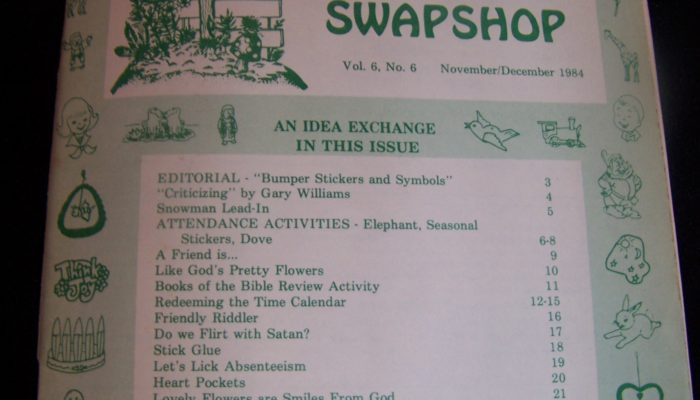 SWAPSHOP
Vol. 6, No. 6 November/December 1984
AN IDEA EXCHANGE
IN THIS ISSUE
EDITORIAL - "Bumper Stickers and Symbols" 3
"Criticizing" by Gary Williams 4
Snowman Lead-In 5
ATTENDANCE ACTIVITIES - Elephant, Seasonal
Stickers, Dove 6-8
A Friend is... 9
Like God's Pretty Flowers 10
Books of the Bible Review Activity 11
Redeeming the Time Calendar 12-15
Friendly Riddler 16
Do we Flirt with Satan? 17
Stick Glue 18
Let's Lick Absenteeism 19
Heart Pockets 20
Lovely Flowers are Smiles From God 21
Think
Joy